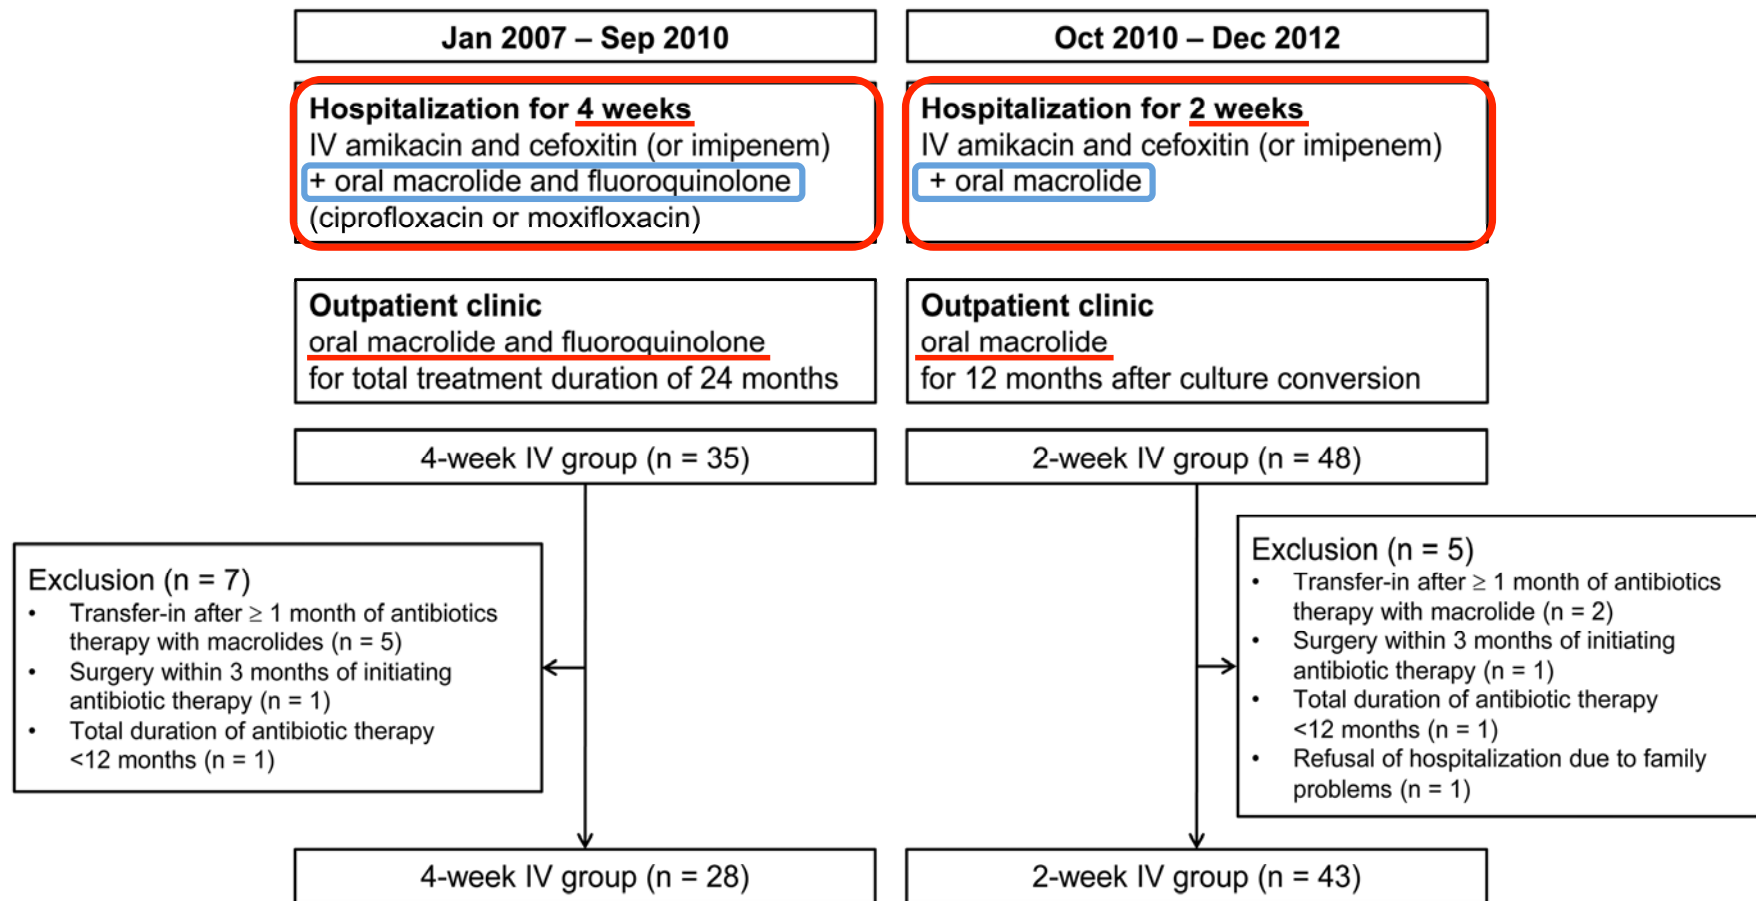 Jan 2007 – Sep 2010
Oct 2010 – Dec 2012
Hospitalization for 4 weeks
IV amikacin and cefoxitin (or imipenem)
+ oral macrolide and fluoroquinolone
(ciprofloxacin or moxifloxacin)
Hospitalization for 2 weeks
IV amikacin and cefoxitin (or imipenem)
+ oral macrolide
Outpatient clinic
oral macrolide and fluoroquinolone
for total treatment duration of 24 months
Outpatient clinic
oral macrolide
for 12 months after culture conversion
4-week IV group (n = 35)
2-week IV group (n = 48)
Exclusion (n = 7)
• Transfer-in after ≥ 1 month of antibiotics
therapy with macrolides (n = 5)
• Surgery within 3 months of initiating
antibiotic therapy (n = 1)
• Total duration of antibiotic therapy
<12 months (n = 1)
Exclusion (n = 5)
• Transfer-in after ≥ 1 month of antibiotics
therapy with macrolide (n = 2)
• Surgery within 3 months of initiating
antibiotic therapy (n = 1)
• Total duration of antibiotic therapy
<12 months (n = 1)
• Refusal of hospitalization due to family
problems (n = 1)
4-week IV group (n = 28)
2-week IV group (n = 43)